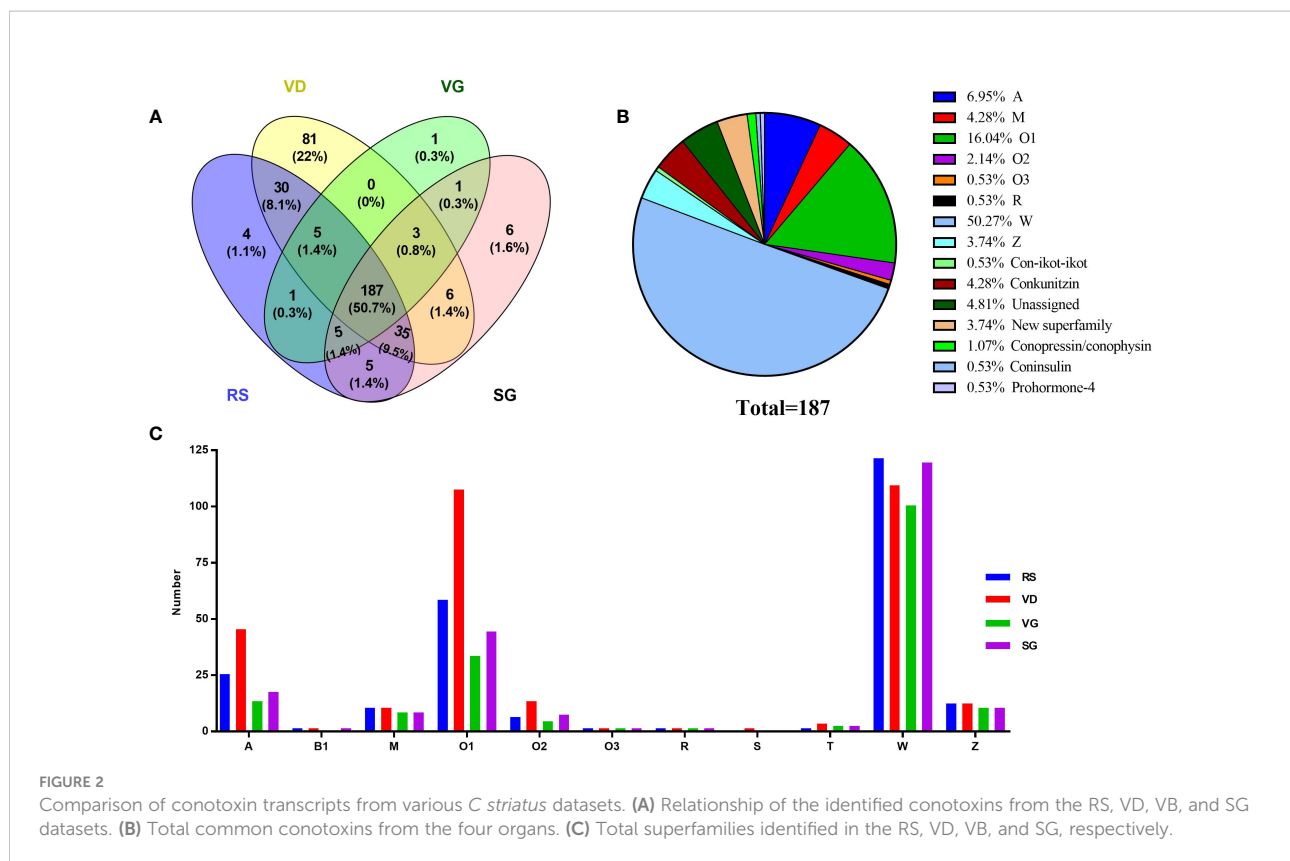 A
VD
VG
81
(22%)
1
(0.3%)
30
(8.1%)
0
(0%)
1
(0.3%)
4
(1.1%)
5
(1.4%)
3
(0.8%)
6
(1.6%)
1
(0.3%)
187
(50.7%)
6
(1.4%)
5
(1.4%)
35
(9.5%)
5
(1.4%)
RS
SG
B
Total=187
6.95% A
4.28% M
16.04% O1
2.14% O2
0.53% O3
0.53% R
50.27% W
3.74% Z
0.53% Con-ikot-ikot
4.28% Conkunitzin
4.81% Unassigned
3.74% New superfamily
1.07% Conopressin/conophysin
0.53% Coninsulin
0.53% Prohormone-4
C
Number
125
100
75
50
25
0
A B1 M O1 O2 O3 R S T W Z
RS
VD
VG
SG
FIGURE 2
Comparison of conotoxin transcripts from various C striatus datasets. (A) Relationship of the identified conotoxins from the RS, VD, VB, and SG
datasets. (B) Total common conotoxins from the four organs. (C) Total superfamilies identified in the RS, VD, VB, and SG, respectively.